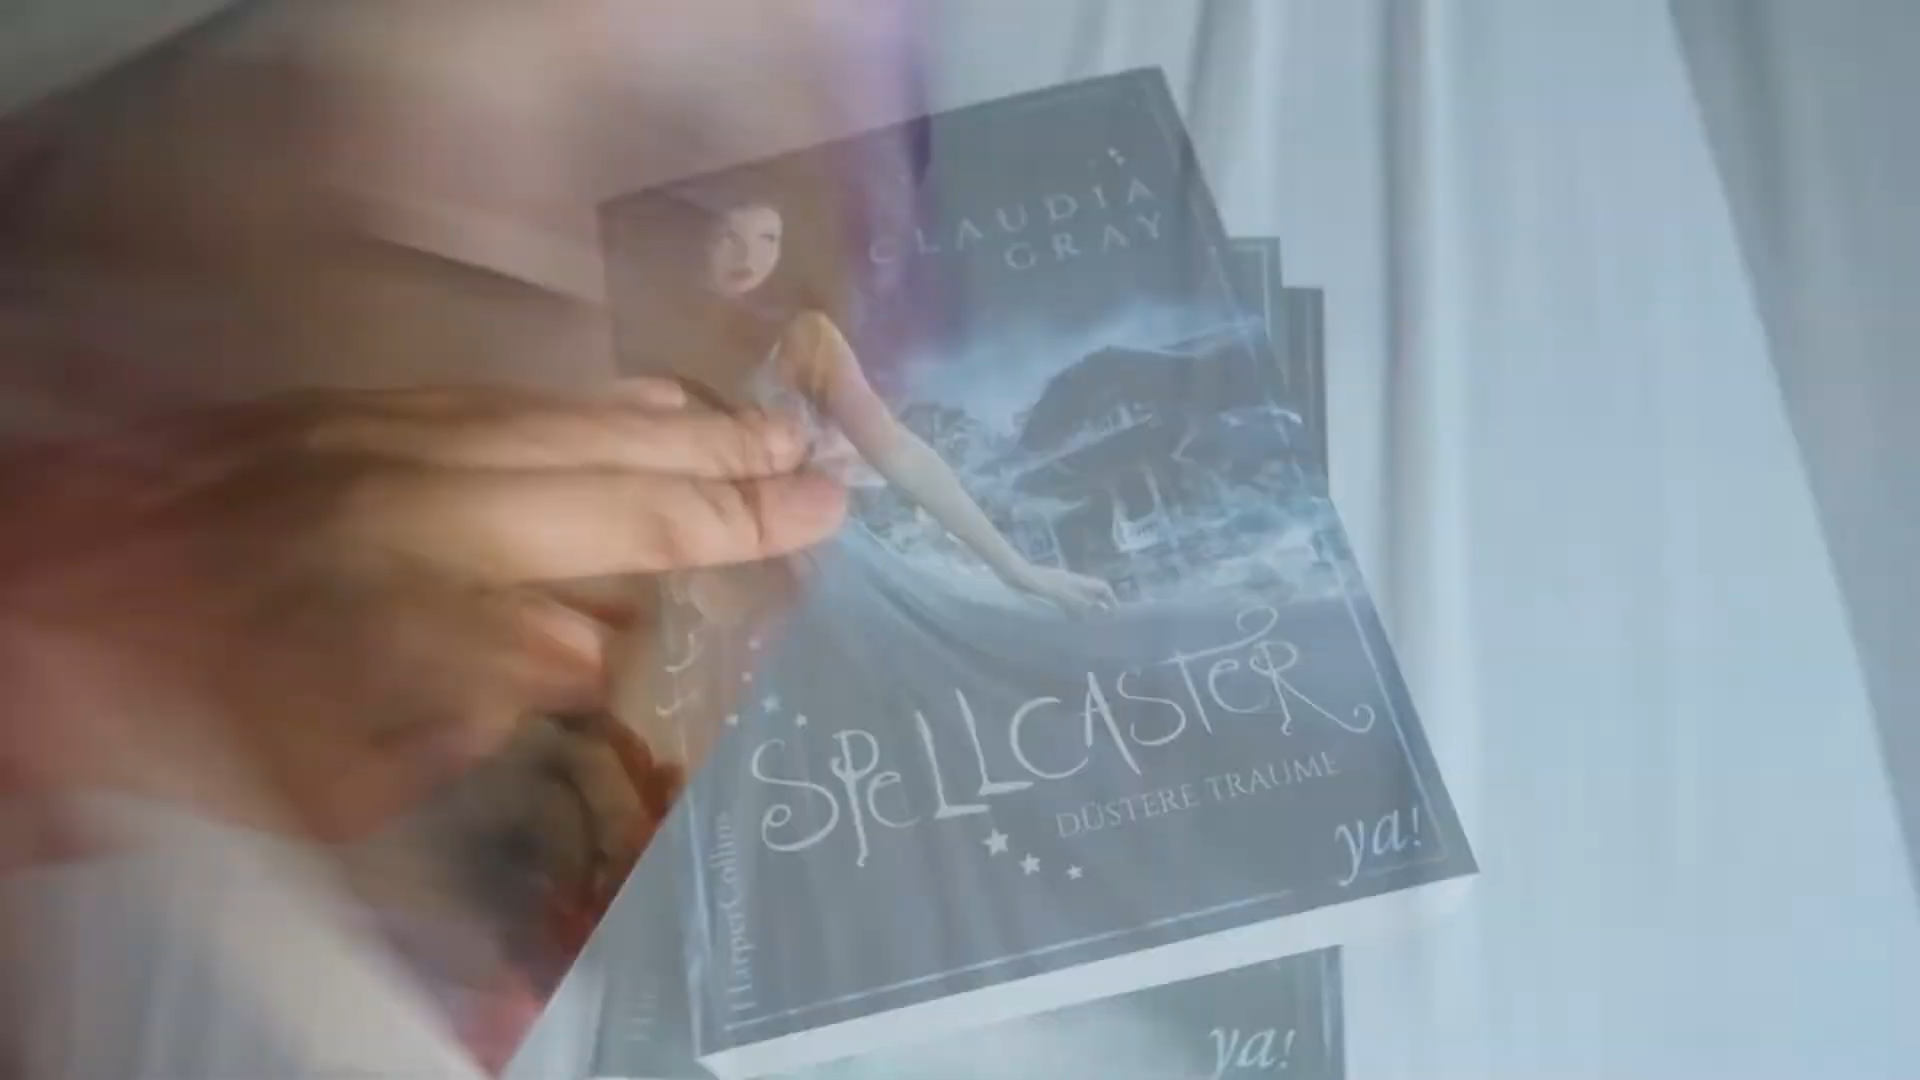 CLAUDIA
GRAY
SPELLCASTER
DÜSTERE TRÄUME
ya!
HarperCollins
ya!